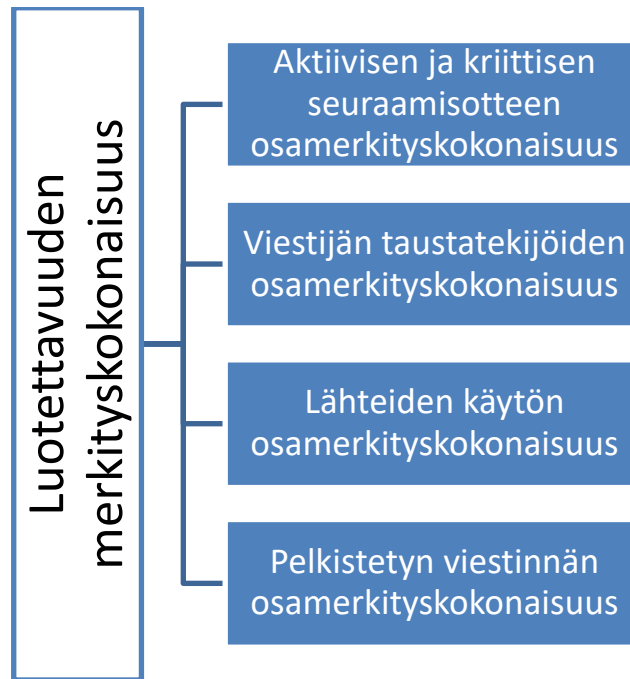 Luotettavuuden
merkityskokonaisuus
Aktiivisen ja kriittisen
seuraamisotteen
osamerkityskokonaisuus
Viestijän taustatekijöiden
osamerkityskokonaisuus
Lähteiden käytön
osamerkityskokonaisuus
Pelkistetyn viestinnän
osamerkityskokonaisuus